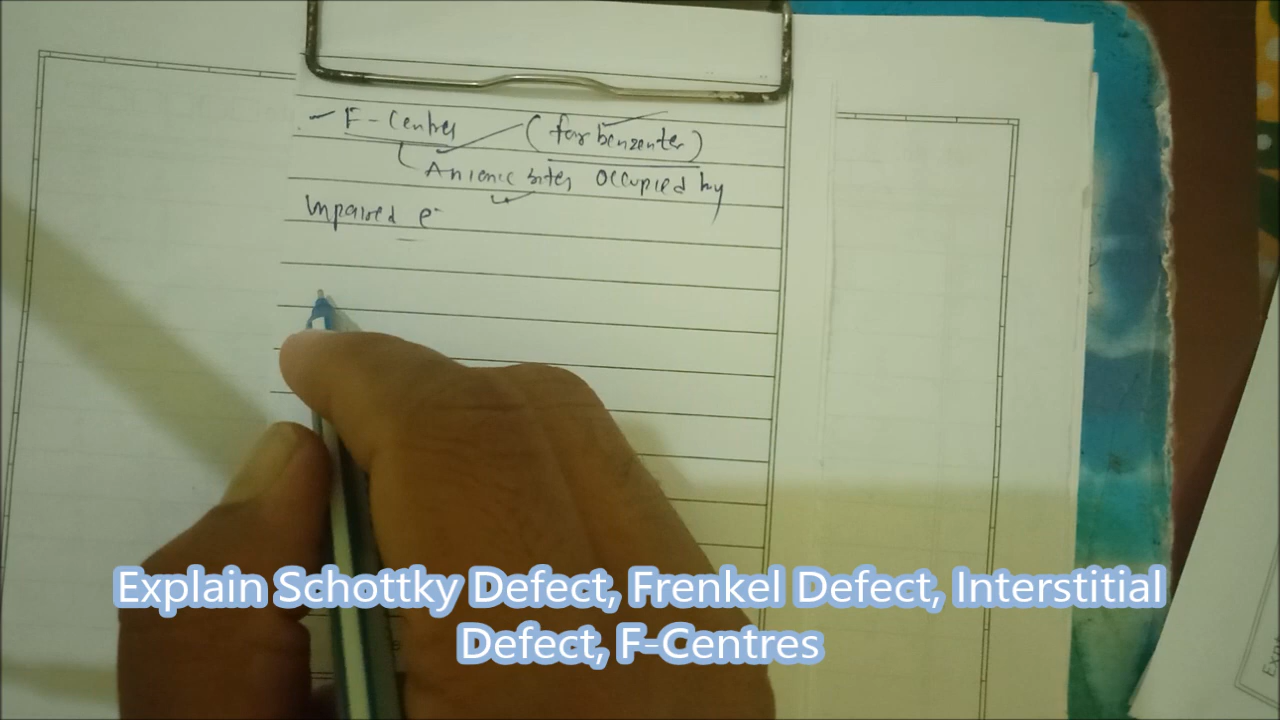 F-Centres (farbenzenter)
Anionic sites occupied by
unpaired e⁻
Explain Schottky Defect, Frenkel Defect, Interstitial
Defect, F-Centres